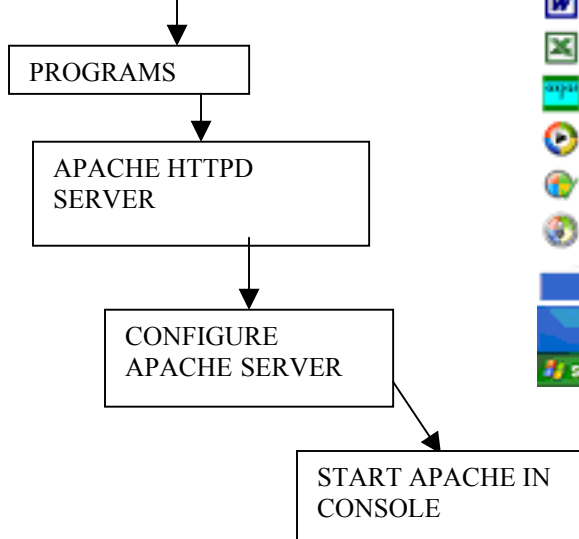 PROGRAMS
APACHE HTTPD
SERVER
CONFIGURE
APACHE SERVER
START APACHE IN
CONSOLE